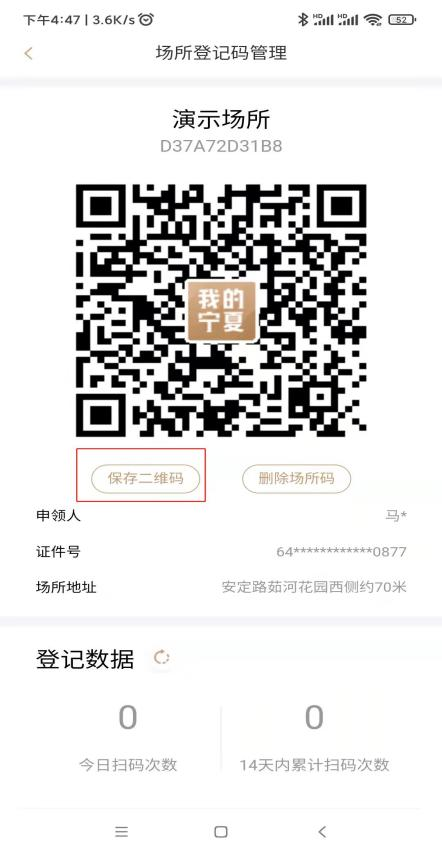 下午4:47 | 3.6K/s
HD HD 52
场所登记码管理
演示场所
D37A72D31B8
我的
宁夏
保存二维码 删除场所码
申领人 马*
证件号 64************0877
场所地址 安定路茹河花园西侧约70米
登记数据
0 0
今日扫码次数 14天内累计扫码次数